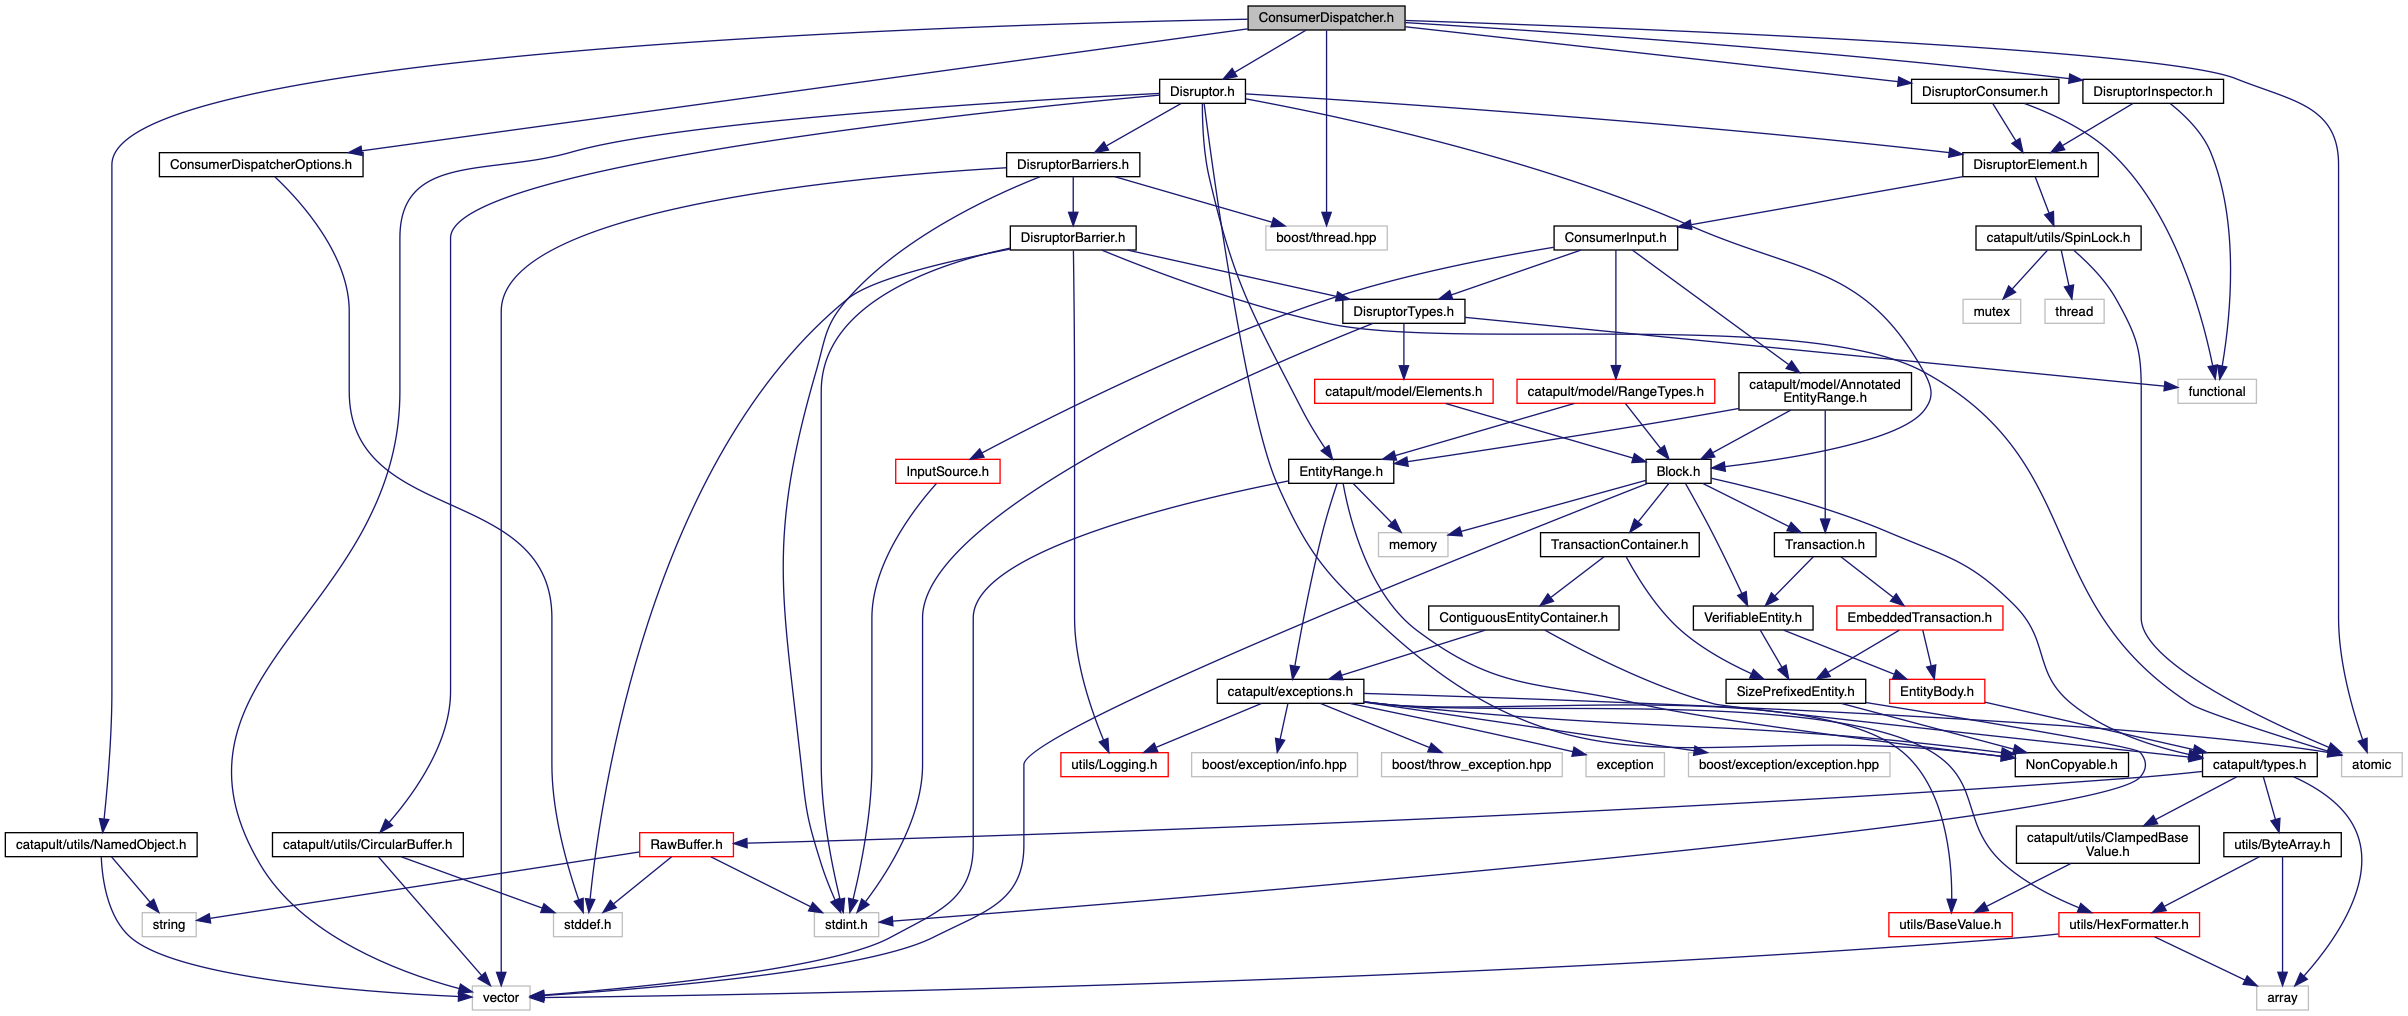 ConsumerDispatcher.h
Disruptor.h
DisruptorConsumer.h
DisruptorInspector.h
ConsumerDispatcherOptions.h
DisruptorBarriers.h
DisruptorElement.h
DisruptorBarrier.h
boost/thread.hpp
ConsumerInput.h
catapult/utils/SpinLock.h
DisruptorTypes.h
mutex
thread
catapult/model/Elements.h
catapult/model/RangeTypes.h
catapult/model/Annotated
EntityRange.h
functional
InputSource.h
EntityRange.h
Block.h
memory
TransactionContainer.h
Transaction.h
ContiguousEntityContainer.h
VerifiableEntity.h
EmbeddedTransaction.h
catapult/exceptions.h
SizePrefixedEntity.h
EntityBody.h
utils/Logging.h
boost/exception/info.hpp
boost/throw_exception.hpp
exception
boost/exception/exception.hpp
NonCopyable.h
catapult/types.h
atomic
catapult/utils/NamedObject.h
catapult/utils/CircularBuffer.h
RawBuffer.h
catapult/utils/ClampedBase
Value.h
utils/ByteArray.h
string
stddef.h
stdint.h
utils/BaseValue.h
utils/HexFormatter.h
vector
array